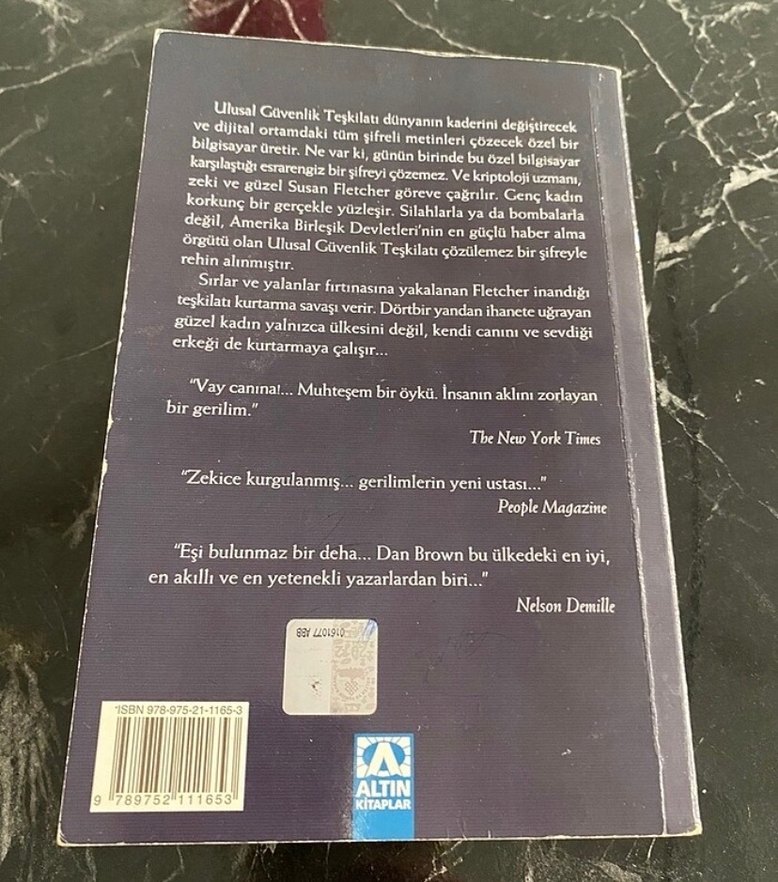 Ulusal Güvenlik Teşkilatı dünyanın kaderini değiştirecek
ve dijital ortamdaki tüm şifreli metinleri çözecek özel bir
bilgisayar üretir. Ne var ki, günün birinde bu özel bilgisayar
karşılaştığı esrarengiz bir şifreyi çözemez. Ve kriptoloji uzmanı,
zeki ve güzel Susan Fletcher göreve çağrılır. Genç kadın
korkunç bir gerçekle yüzleşir. Silahlarla ya da bombalarla
değil, Amerika Birleşik Devletleri'nin en güçlü haber alma
örgütü olan Ulusal Güvenlik Teşkilatı çözülemez bir şifreyle
rehin alınmıştır.
Sırlar ve yalanlar fırtınasına yakalanan Fletcher inandığı
teşkilatı kurtarma savaşı verir. Dörtbir yandan ihanete uğrayan
güzel kadın yalnızca ülkesini değil, kendi canını ve sevdiği
erkeği de kurtarmaya çalışır...
"Vay canına!... Muhteşem bir öykü. İnsanın aklını zorlayan
bir gerilim."
The New York Times
"Zekice kurgulanmış... gerilimlerin yeni ustası..."
People Magazine
"Eşi bulunmaz bir deha... Dan Brown bu ülkedeki en iyi,
en akıllı ve en yetenekli yazarlardan biri..."
Nelson Demille
0161077 ABB
ISBN 978-975-21-1165-3
9 789752 111653
ALTIN
KİTAPLAR